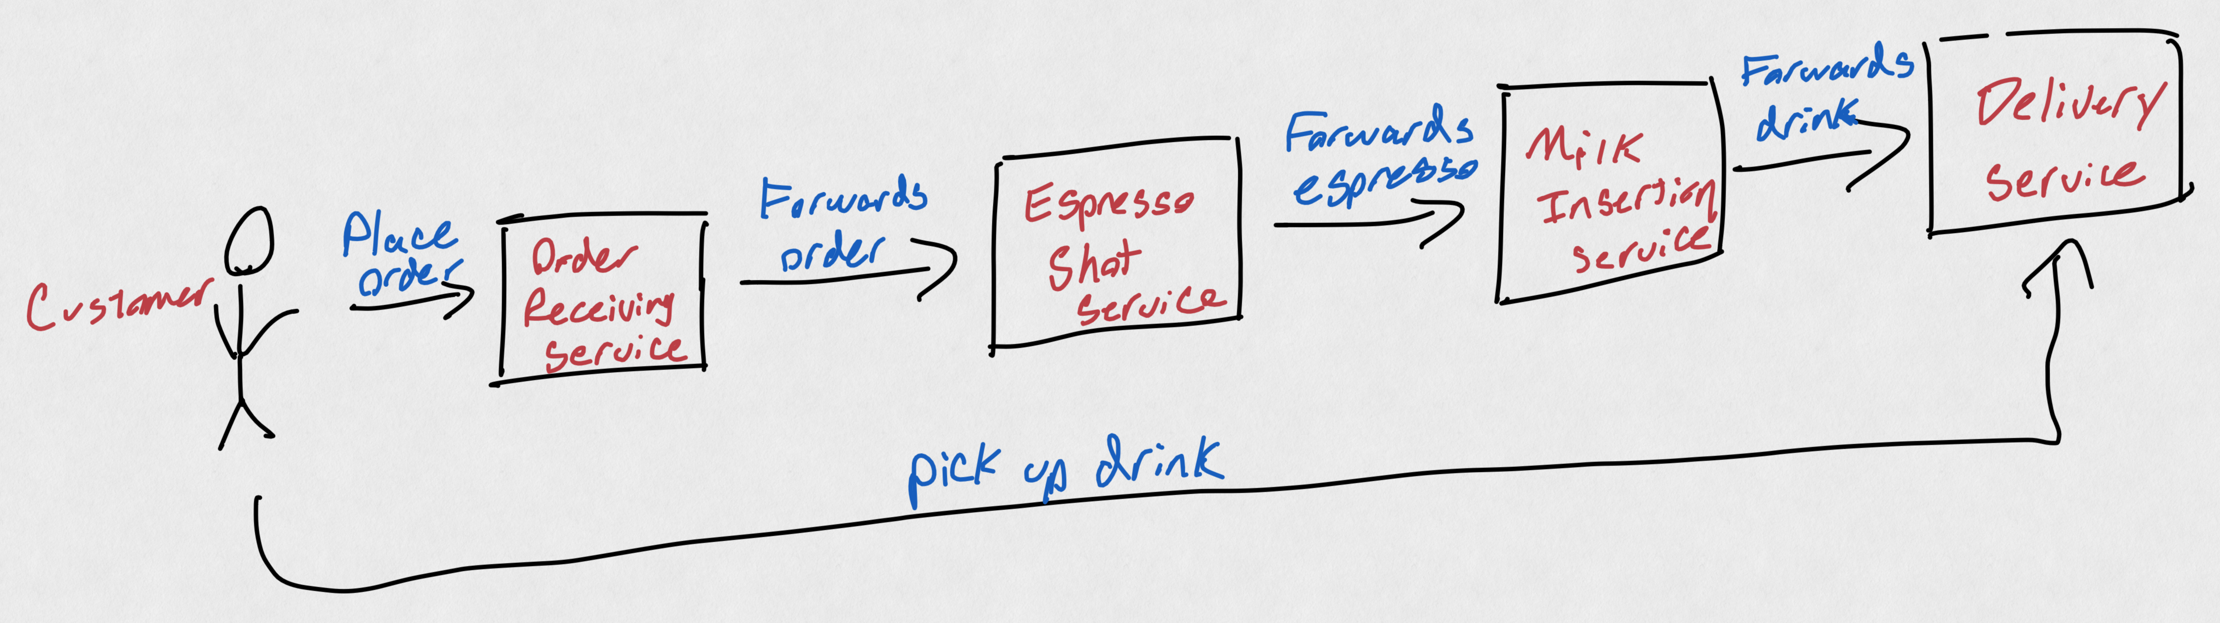 Customer
Place
order
Order
Receiving
Service
Forwards
order
Espresso
Shot
Service
Forwards
espresso
Milk
Insertion
Service
Forwards
drink
Delivery
Service
pick up drink